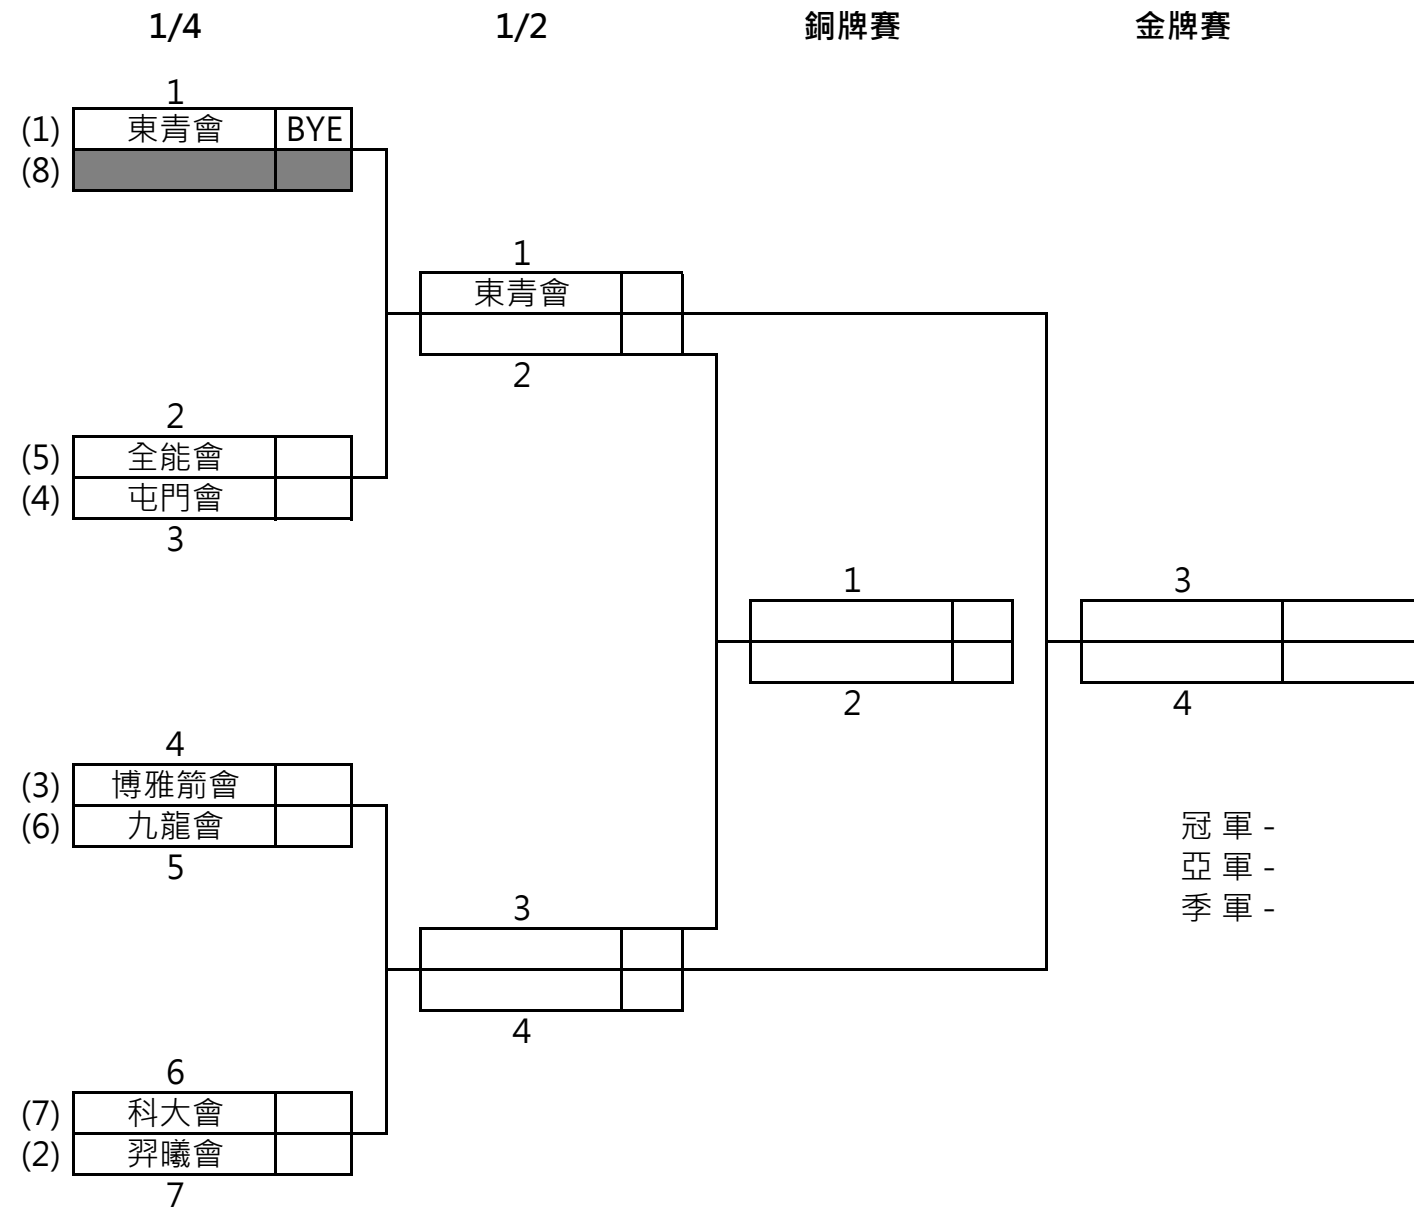 1/4 1/2 銅牌賽 金牌賽
1
(1) 東青會 BYE
(8)
1
東青會
2
2
(5) 全能會
(4) 屯門會
3
1 3
2 4
4
(3) 博雅箭會
(6) 九龍會
5
冠 軍 -
亞 軍 -
季 軍 -
3
4
6
(7) 科大會
(2) 羿曦會
7